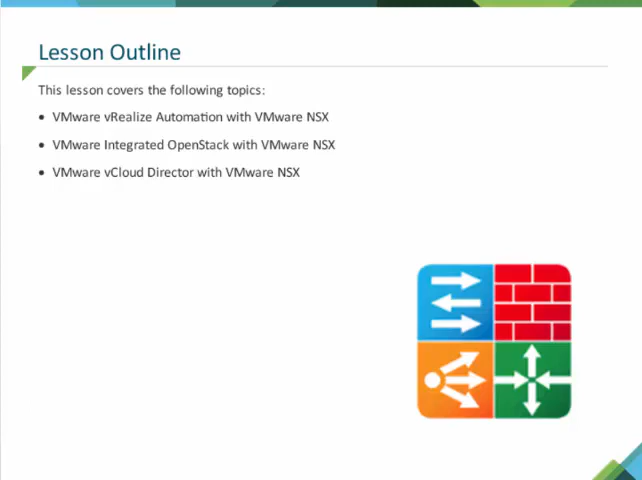 Lesson Outline
This lesson covers the following topics:
• VMware vRealize Automation with VMware NSX
• VMware Integrated OpenStack with VMware NSX
• VMware vCloud Director with VMware NSX